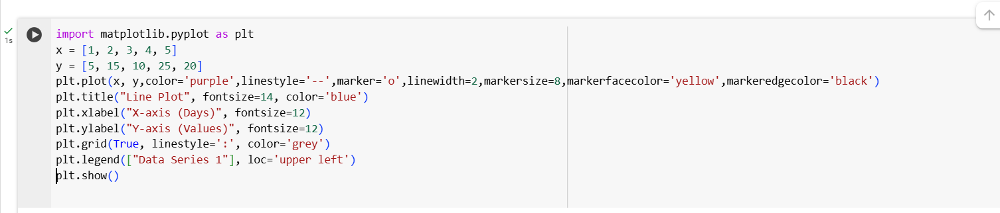 1s
import matplotlib.pyplot as plt
x = [1, 2, 3, 4, 5]
y = [5, 15, 10, 25, 20]
plt.plot(x, y,color='purple',linestyle='--',marker='o',linewidth=2,markersize=8,markerfacecolor='yellow',markeredgecolor='black')
plt.title("Line Plot", fontsize=14, color='blue')
plt.xlabel("X-axis (Days)", fontsize=12)
plt.ylabel("Y-axis (Values)", fontsize=12)
plt.grid(True, linestyle=':', color='grey')
plt.legend(["Data Series 1"], loc='upper left')
plt.show()